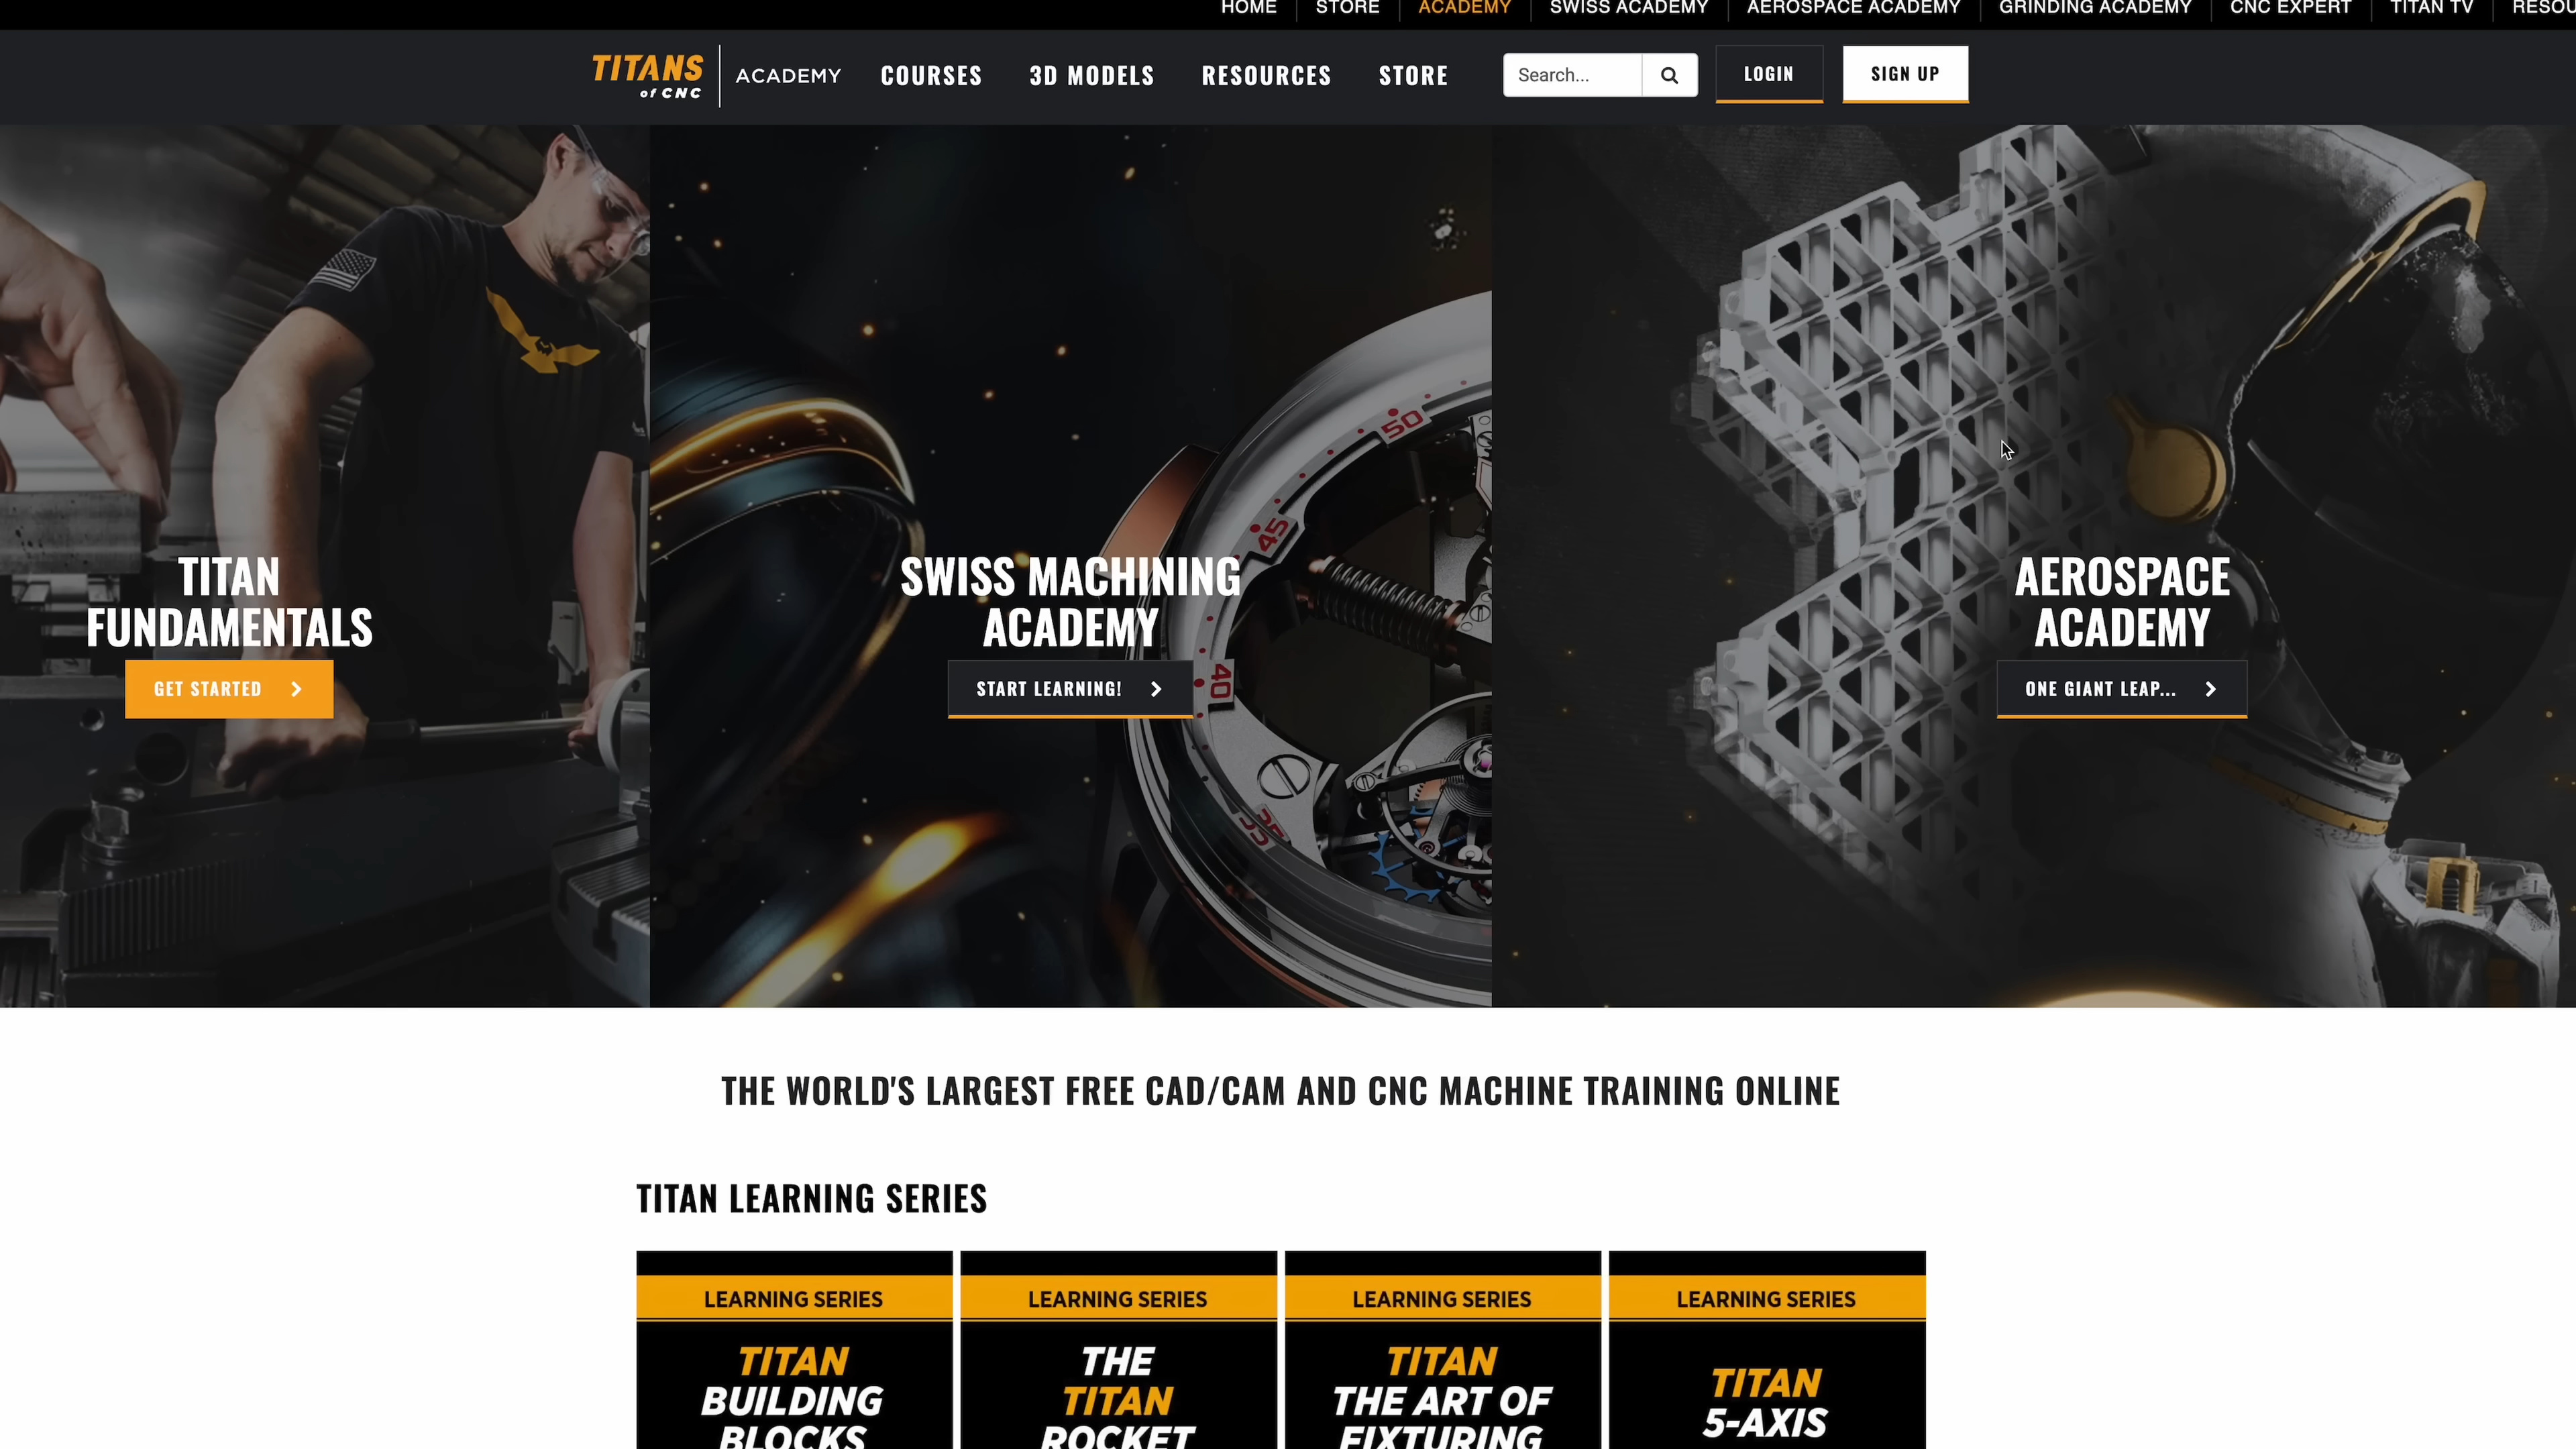 HOME
STORE
ACADEMY
SWISS ACADEMY
AEROSPACE ACADEMY
GRINDING ACADEMY
CNC EXPERT
TITAN TV
TITANS
of CNC
ACADEMY
COURSES
3D MODELS
RESOURCES
STORE
Search...
LOGIN
SIGN UP
50
45
40
35
TITAN
FUNDAMENTALS
GET STARTED
SWISS MACHINING
ACADEMY
START LEARNING!
AEROSPACE
ACADEMY
ONE GIANT LEAP...
THE WORLD'S LARGEST FREE CAD/CAM AND CNC MACHINE TRAINING ONLINE
TITAN LEARNING SERIES
LEARNING SERIES
TITAN
BUILDING
BLOCKS
LEARNING SERIES
THE
TITAN
ROCKET
LEARNING SERIES
TITAN
THE ART OF
FIXTURING
LEARNING SERIES
TITAN
5-AXIS